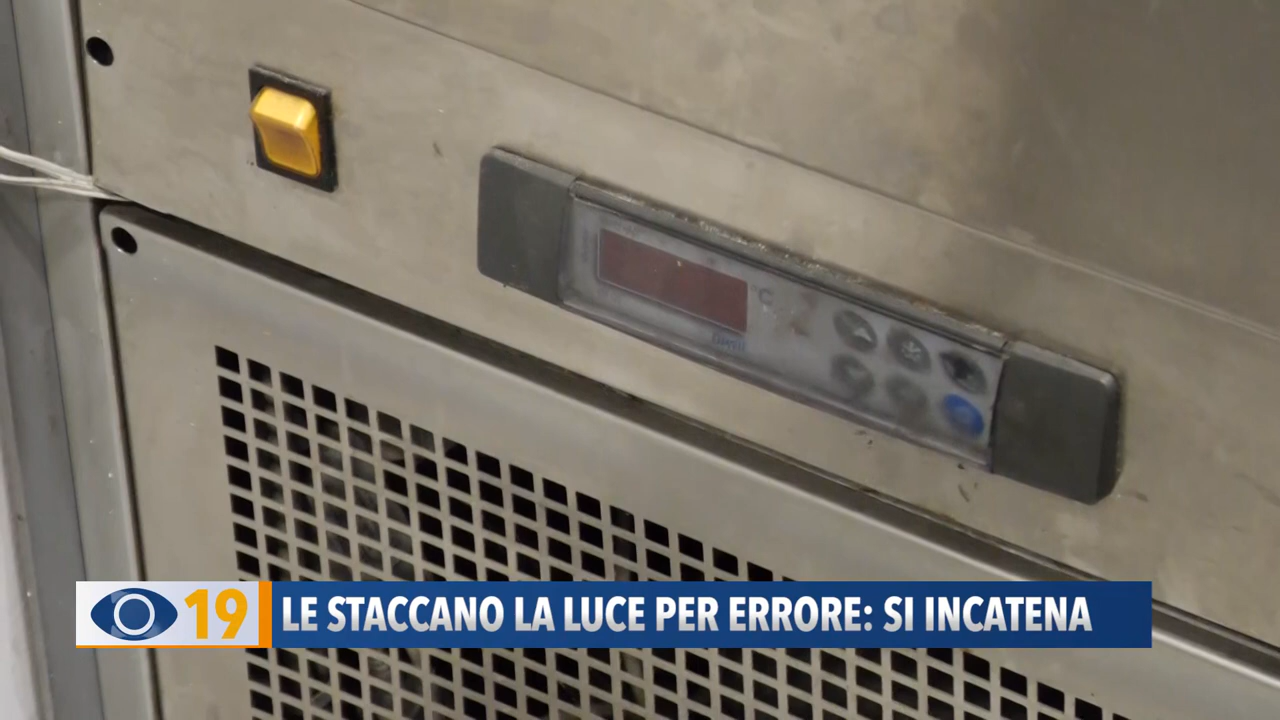 °C
19 LE STACCANO LA LUCE PER ERRORE: SI INCATENA